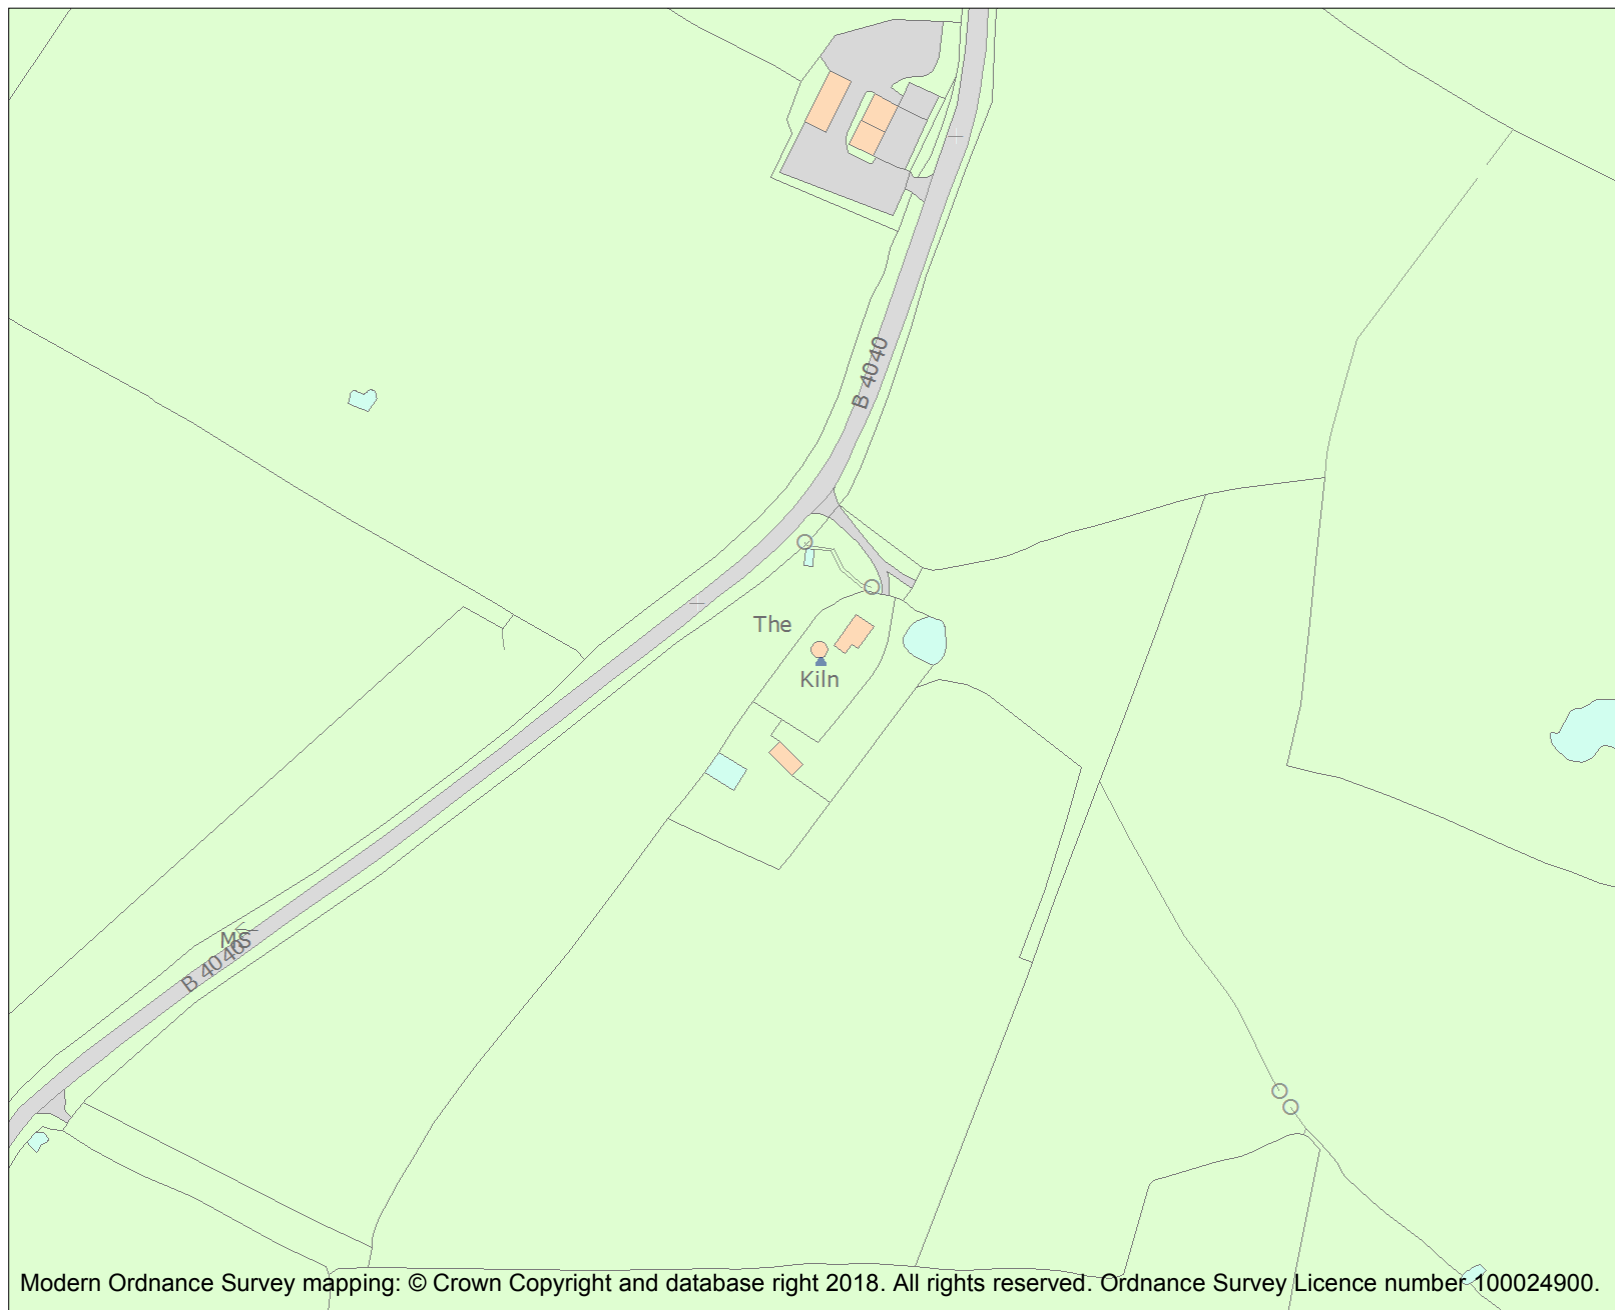 B 4040
The
Kiln
MS
B 4040
Modern Ordnance Survey mapping: © Crown Copyright and database right 2018. All rights reserved. Ordnance Survey Licence number 100024900.